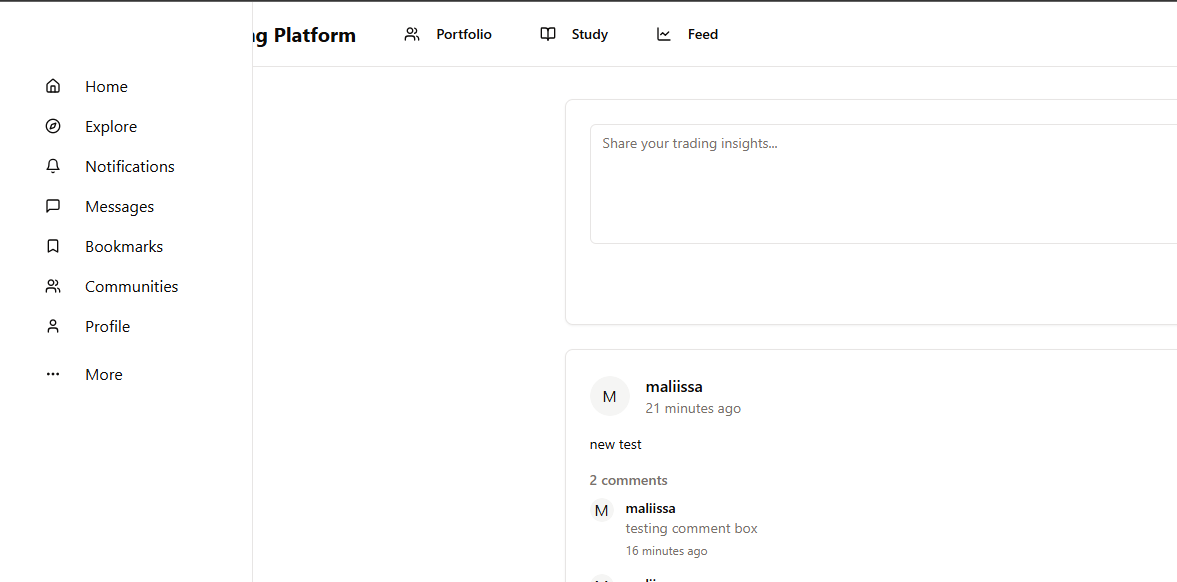 ng Platform
Portfolio
Study
Feed
Home
Explore
Notifications
Messages
Bookmarks
Communities
Profile
More
Share your trading insights...
M
maliissa
21 minutes ago
new test
2 comments
M
maliissa
testing comment box
16 minutes ago